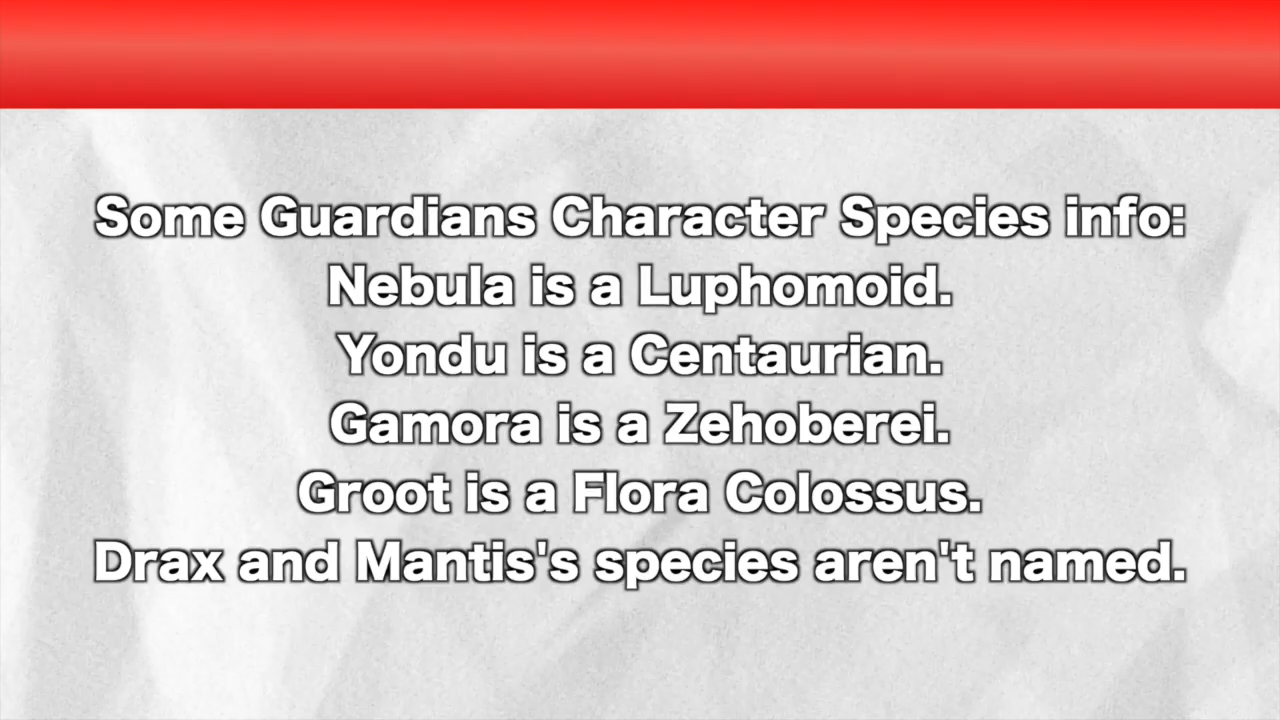 Some Guardians Character Species info:
Nebula is a Luphomoid.
Yondu is a Centaurian.
Gamora is a Zehoberei.
Groot is a Flora Colossus.
Drax and Mantis's species aren't named.